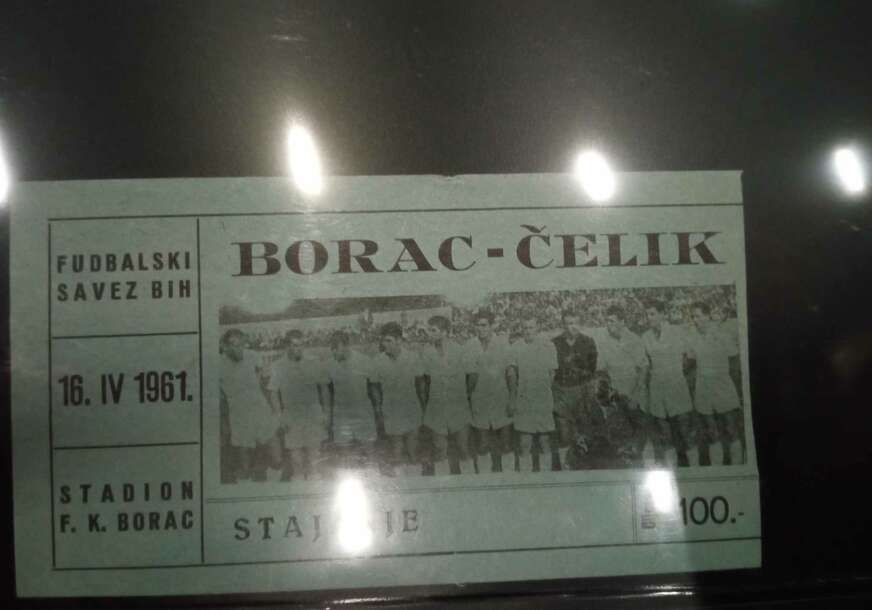 FUDBALSKI
SAVEZ BIH
16. IV 1961.
STADION
F. K. BORAC
BORAC-ČELIK
100.-